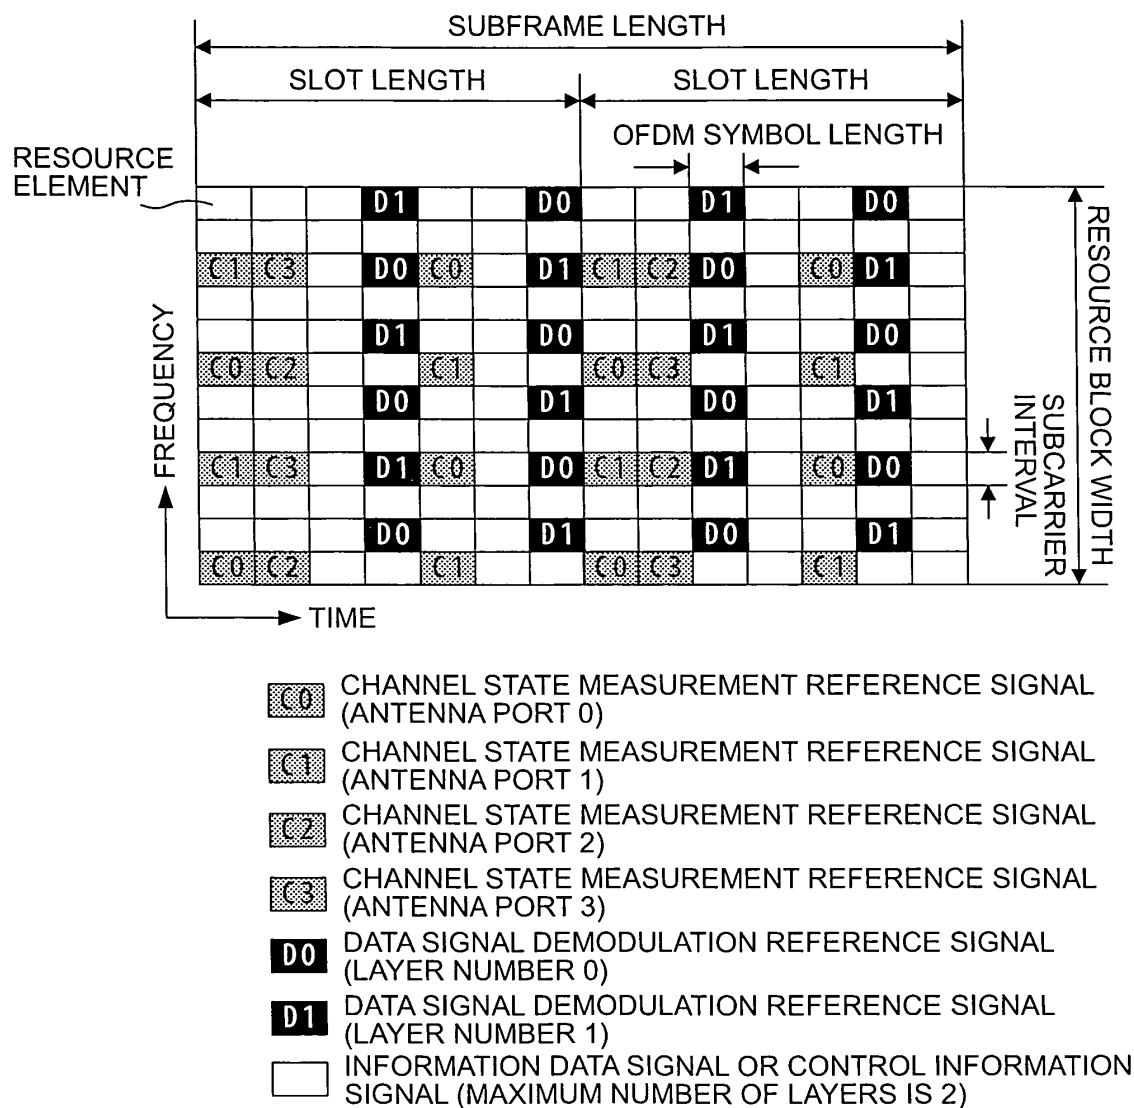 SUBFRAME LENGTH
SLOT LENGTH SLOT LENGTH
OFDM SYMBOL LENGTH
RESOURCE
ELEMENT
D1 D0 D1 D0
C1 C3 D0 C0 D1 C1 C2 D0 C0 D1
D1 D0 D1 D0
C0 C2 C1 C0 C3 C1
D0 D1 D0 D1
C1 C3 D1 C0 D0 C1 C2 D1 C0 D0
D0 D1 D0 D1
C0 C2 C1 C0 C3 C1
FREQUENCY
TIME
SUBCARRIER
INTERVAL
RESOURCE BLOCK WIDTH
C0 CHANNEL STATE MEASUREMENT REFERENCE SIGNAL
(ANTENNA PORT 0)
C1 CHANNEL STATE MEASUREMENT REFERENCE SIGNAL
(ANTENNA PORT 1)
C2 CHANNEL STATE MEASUREMENT REFERENCE SIGNAL
(ANTENNA PORT 2)
C3 CHANNEL STATE MEASUREMENT REFERENCE SIGNAL
(ANTENNA PORT 3)
D0 DATA SIGNAL DEMODULATION REFERENCE SIGNAL
(LAYER NUMBER 0)
D1 DATA SIGNAL DEMODULATION REFERENCE SIGNAL
(LAYER NUMBER 1)
INFORMATION DATA SIGNAL OR CONTROL INFORMATION
SIGNAL (MAXIMUM NUMBER OF LAYERS IS 2)